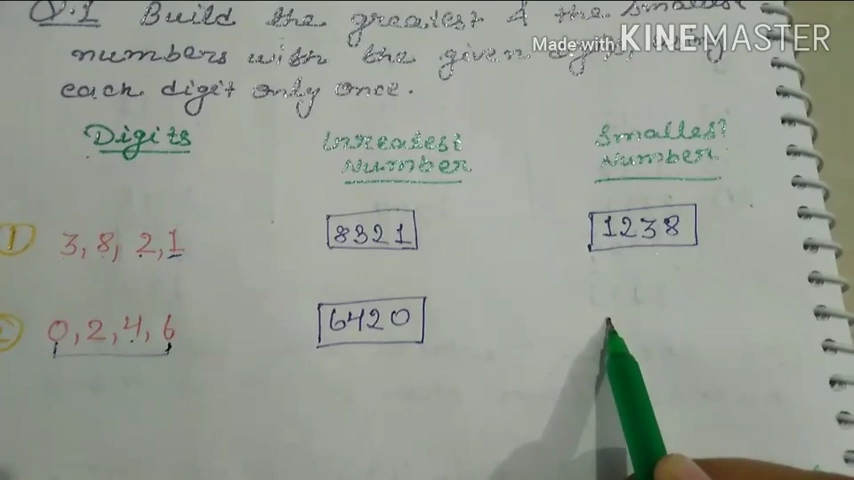 Q.1 Build the greatest & the smallest
numbers with the given digits, using
each digit only once.
Made with KINEMASTER
Digits Greatest Number Smallest Number
1 3, 8, 2, 1 8321 1238
2 0, 2, 4, 6 6420